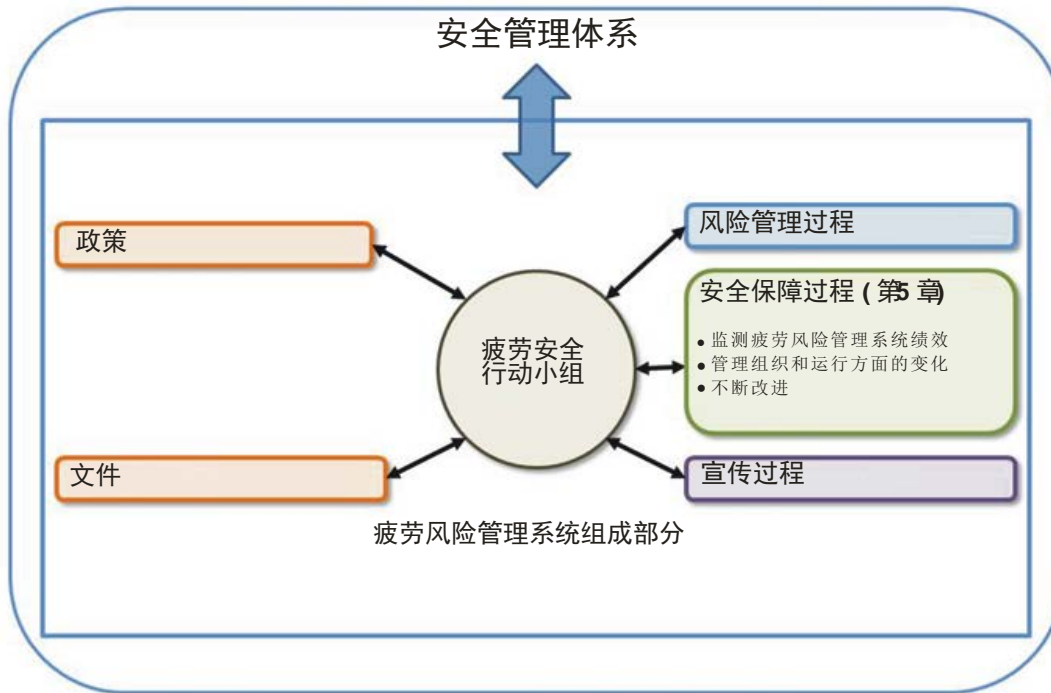 安全管理体系
政策
风险管理过程
安全保障过程 ( 第5 章)
• 监测疲劳风险管理系统绩效
• 管理组织和运行方面的变化
• 不断改进
疲劳安全
行动小组
文件
宣传过程
疲劳风险管理系统组成部分